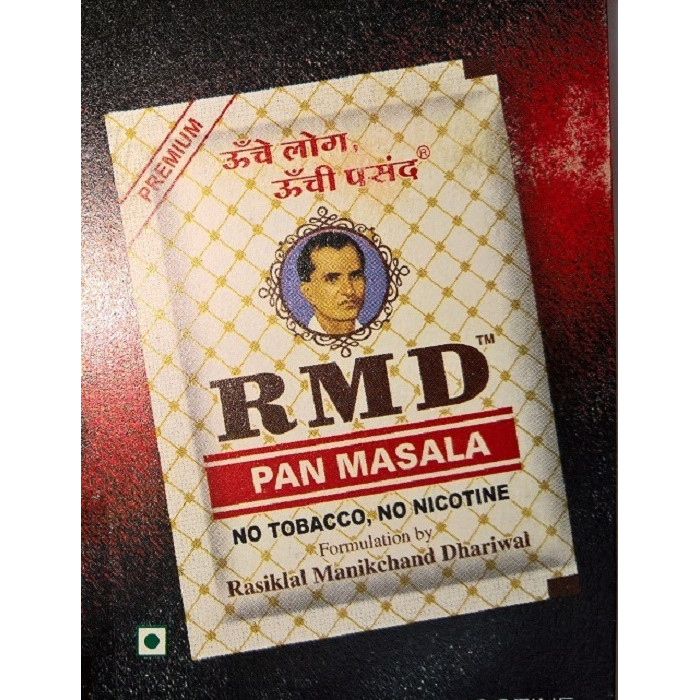 PREMIUM
ऊँचे लोग,
ऊँची पसंद®
RMD™
PAN MASALA
NO TOBACCO, NO NICOTINE
Formulation by
Rasiklal Manikchand Dhariwal